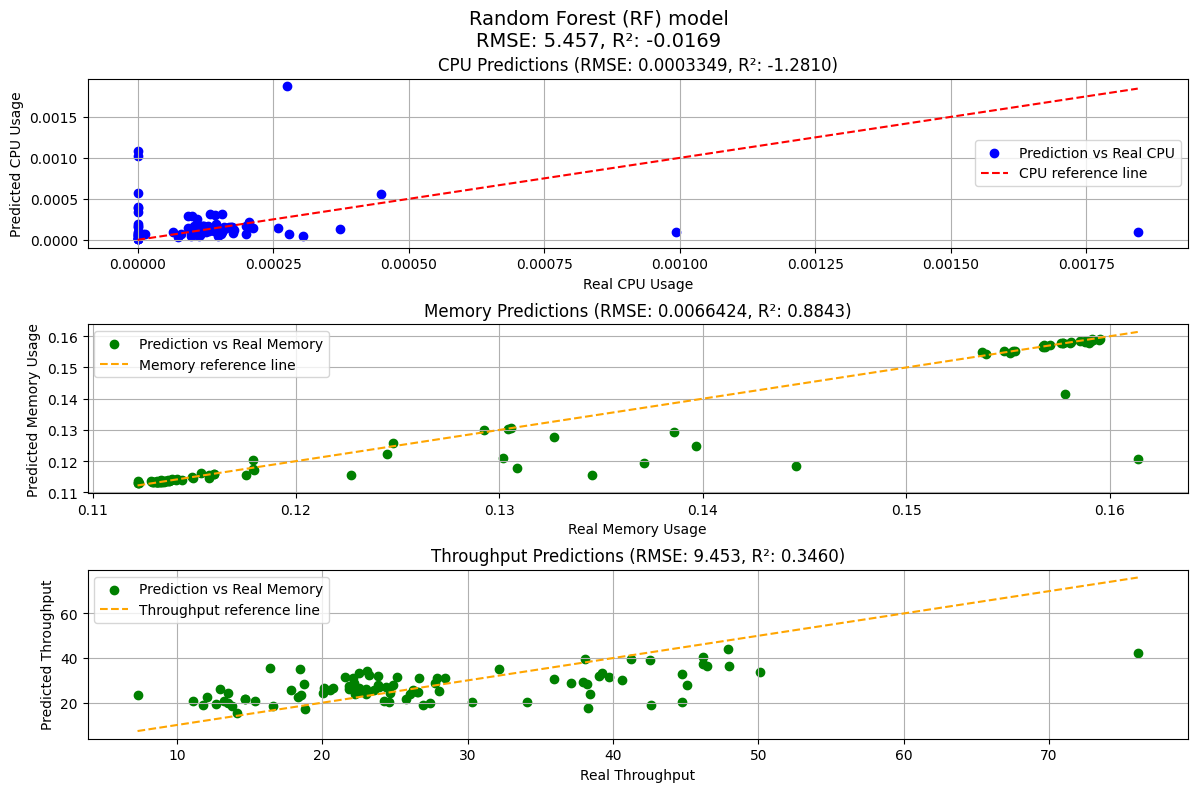 Random Forest (RF) model
RMSE: 5.457, R²: -0.0169
CPU Predictions (RMSE: 0.0003349, R²: -1.2810)
Predicted CPU Usage
0.0015
0.0010
0.0005
0.0000
Prediction vs Real CPU
CPU reference line
0.00000 0.00025 0.00050 0.00075 0.00100 0.00125 0.00150 0.00175
Real CPU Usage
Memory Predictions (RMSE: 0.0066424, R²: 0.8843)
Predicted Memory Usage
0.16
0.15
0.14
0.13
0.12
0.11
Prediction vs Real Memory
Memory reference line
0.11 0.12 0.13 0.14 0.15 0.16
Real Memory Usage
Throughput Predictions (RMSE: 9.453, R²: 0.3460)
Predicted Throughput
60
40
20
Prediction vs Real Memory
Throughput reference line
10 20 30 40 50 60 70
Real Throughput